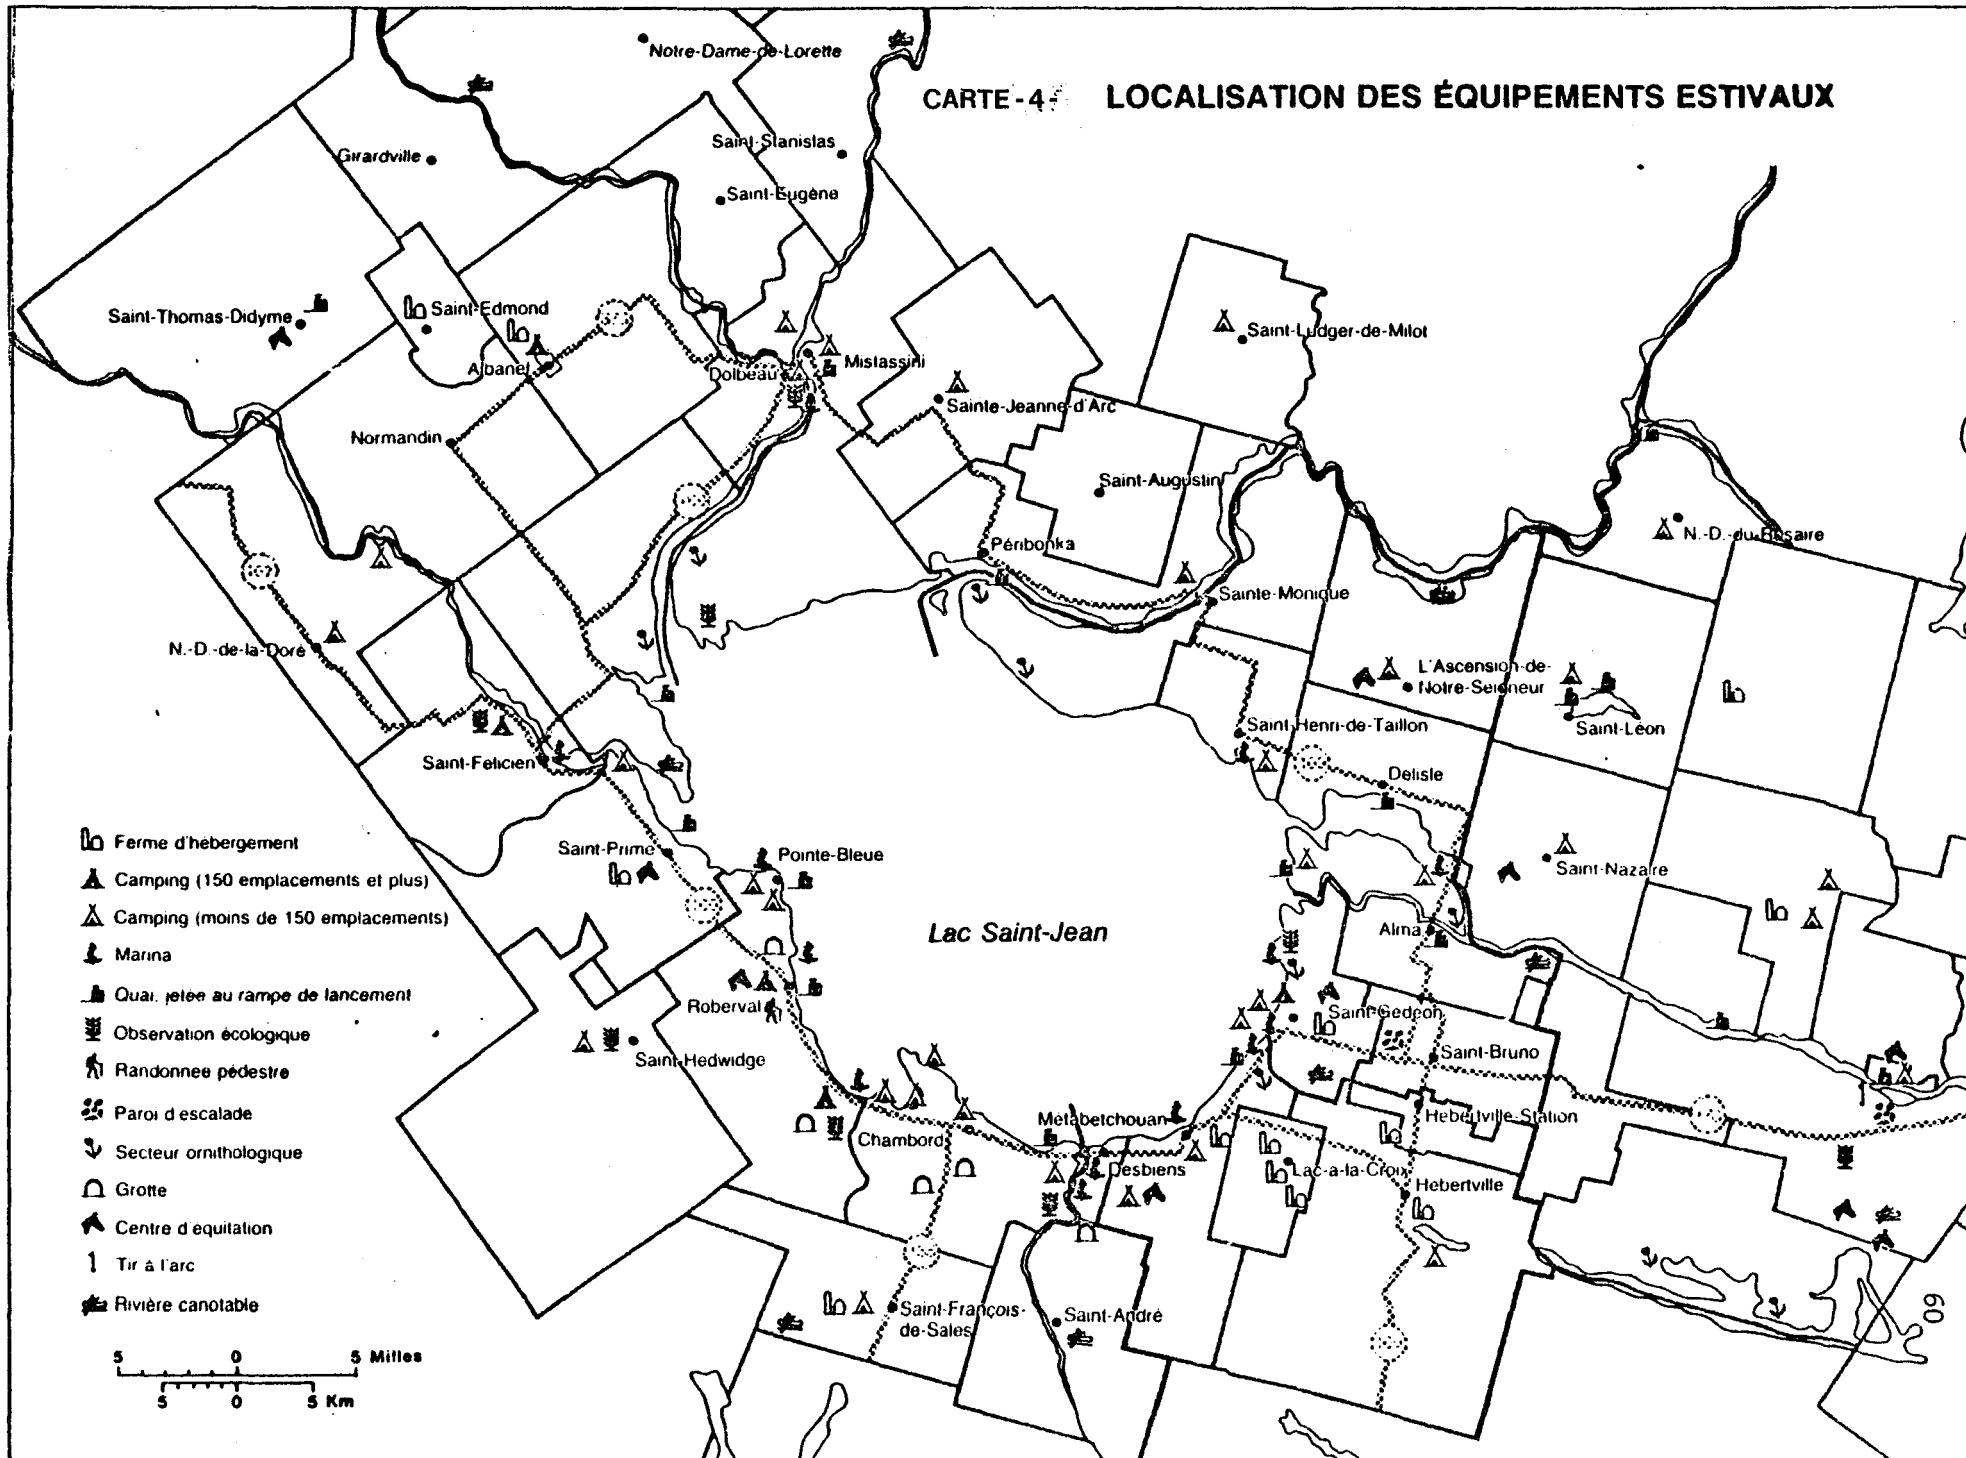 CARTE -4- LOCALISATION DES ÉQUIPEMENTS ESTIVAUX
Notre-Dame-de-Lorette
Saint-Stanislas
Girardville
Saint-Eugène
Saint-Thomas-Didyme
Saint-Edmond
Albanel
Dolbeau
Mistassini
Saint-Ludger-de-Milot
Sainte-Jeanne-d'Arc
Normandin
Saint-Augustin
N.-D.-du-Rosaire
Péribonka
Sainte-Monique
N.-D.-de-la-Doré
L'Ascension-de-
Notre-Seigneur
Saint-Léon
Saint-Henri-de-Taillon
Saint-Félicien
Delisle
Saint-Prime
Pointe-Bleue
Saint-Nazaire
Lac Saint-Jean
Alma
Roberval
Saint-Gédéon
Saint-Hedwidge
Saint-Bruno
Métabetchouan
Hébertville-Station
Chambord
Desbiens
Lac-à-la-Croix
Hébertville
Saint-François-
de-Sales
Saint-André
Ferme d'hébergement
Camping (150 emplacements et plus)
Camping (moins de 150 emplacements)
Marina
Quai, jetée au rampe de lancement
Observation écologique
Randonnée pédestre
Paroi d'escalade
Secteur ornithologique
Grotte
Centre d'équitation
Tir à l'arc
Rivière canotable
5 0 5 Milles
5 0 5 Km
60